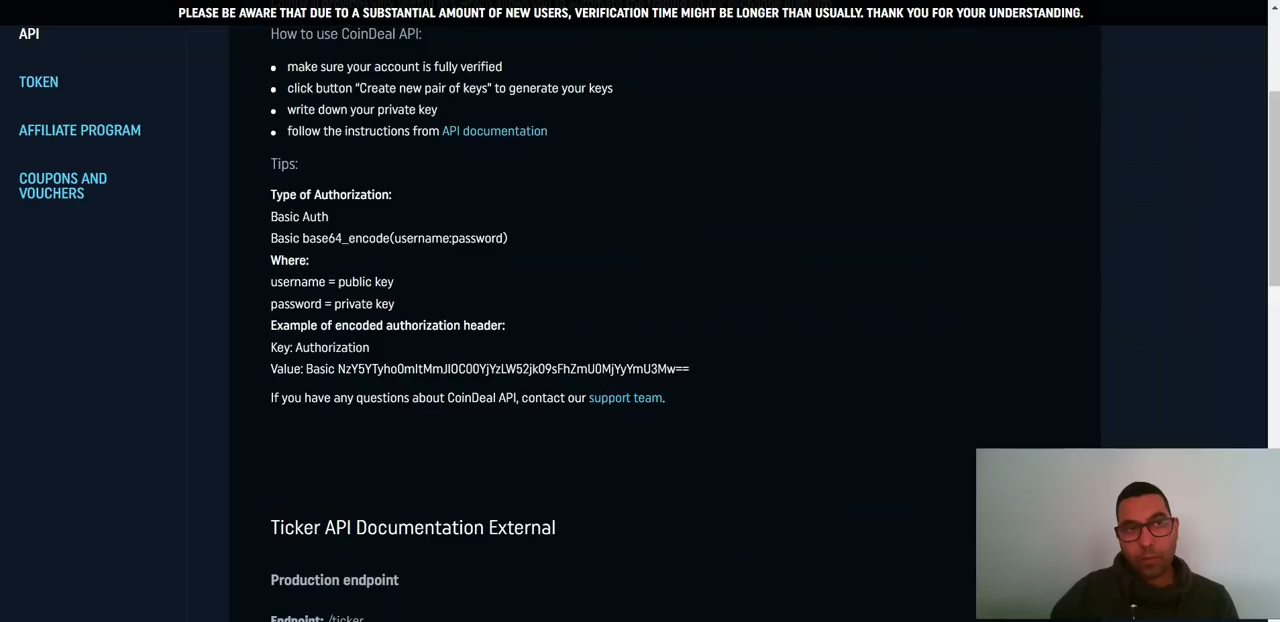 PLEASE BE AWARE THAT DUE TO A SUBSTANTIAL AMOUNT OF NEW USERS, VERIFICATION TIME MIGHT BE LONGER THAN USUALLY. THANK YOU FOR YOUR UNDERSTANDING.
API
TOKEN
AFFILIATE PROGRAM
COUPONS AND
VOUCHERS
How to use CoinDeal API:
make sure your account is fully verified
click button “Create new pair of keys” to generate your keys
write down your private key
follow the instructions from API documentation
Tips:
Type of Authorization:
Basic Auth
Basic base64_encode(username:password)
Where:
username = public key
password = private key
Example of encoded authorization header:
Key: Authorization
Value: Basic
If you have any questions about CoinDeal API, contact our support team.
Ticker API Documentation External
Production endpoint
Endpoint: /ticker